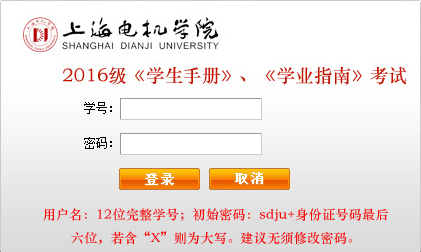 上海电机学院
SHANGHAI DIANJI UNIVERSITY
2016级《学生手册》、《学业指南》考试
学号：
密码：
登录 取消
用户名：12位完整学号；初始密码：sdju+身份证号码最后
六位，若含“X”则为大写。建议无须修改密码。